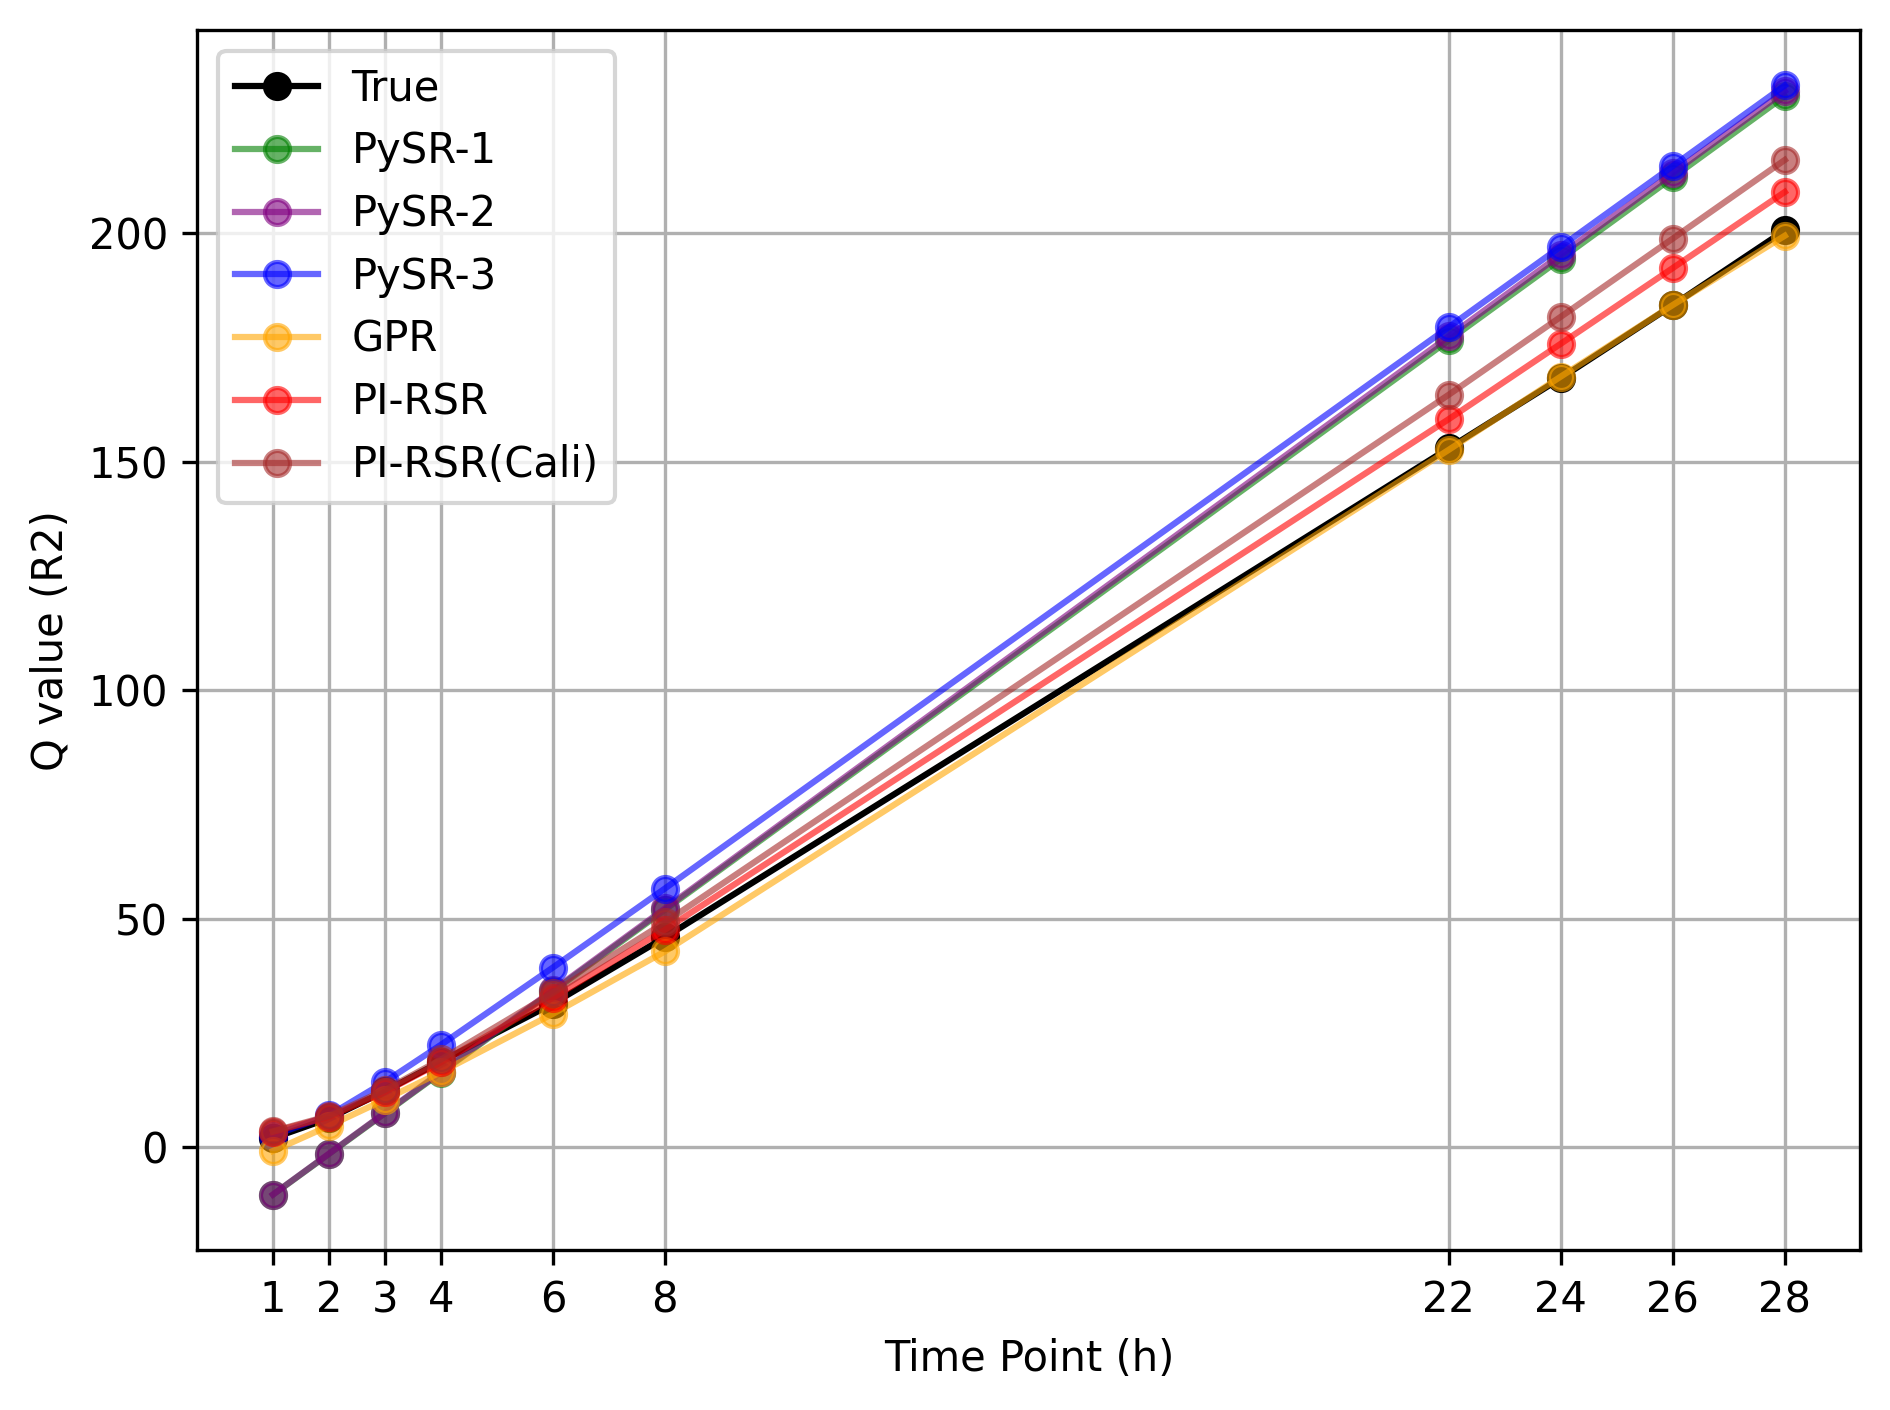 True
PySR-1
PySR-2
PySR-3
GPR
PI-RSR
PI-RSR(Cali)
Q value (R2)
200
150
100
50
0
1 2 3 4 6 8 22 24 26 28
Time Point (h)